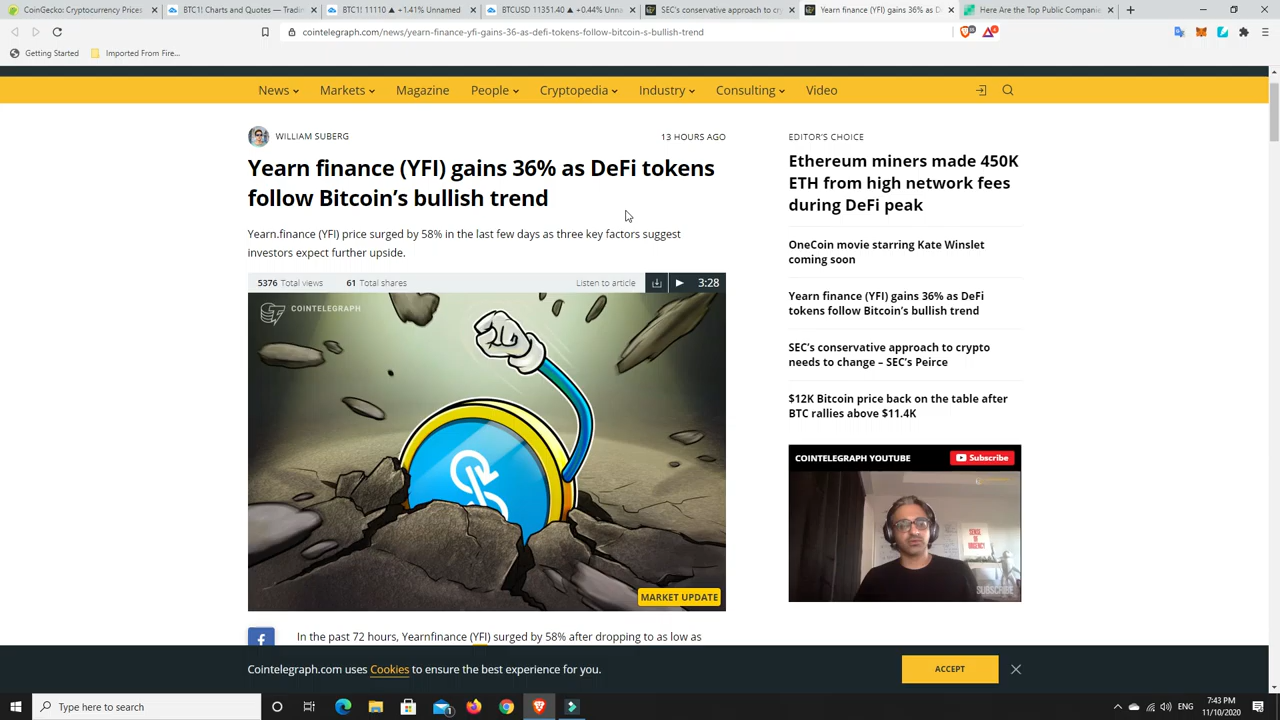 CoinGecko: Cryptocurrency Prices
BTC1! Charts and Quotes — Tradin
BTC1! 11110 ▲ +1.41% Unnamed
BTCUSD 11351.40 ▲ +0.44% Unna
SEC's conservative approach to cry
Yearn finance (YFI) gains 36% as D
Here Are the Top Public Companie
cointelegraph.com/news/yearn-finance-yfi-gains-36-as-defi-tokens-follow-bitcoin-s-bullish-trend
Getting Started
Imported From Fire...
News
Markets
Magazine
People
Cryptopedia
Industry
Consulting
Video
WILLIAM SUBERG
13 HOURS AGO
Yearn finance (YFI) gains 36% as DeFi tokens
follow Bitcoin's bullish trend
Yearn.finance (YFI) price surged by 58% in the last few days as three key factors suggest
investors expect further upside.
5376 Total views
61 Total shares
Listen to article
3:28
COINTELEGRAPH
MARKET UPDATE
In the past 72 hours, Yearnfinance (YFI) surged by 58% after dropping to as low as
EDITOR'S CHOICE
Ethereum miners made 450K
ETH from high network fees
during DeFi peak
OneCoin movie starring Kate Winslet
coming soon
Yearn finance (YFI) gains 36% as DeFi
tokens follow Bitcoin's bullish trend
SEC's conservative approach to crypto
needs to change – SEC's Peirce
$12K Bitcoin price back on the table after
BTC rallies above $11.4K
COINTELEGRAPH YOUTUBE
Subscribe
SENSE
OF
URGENCY
SUBSCRIBE
Cointelegraph.com uses Cookies to ensure the best experience for you.
ACCEPT
Type here to search
ENG
7:43 PM
11/10/2020